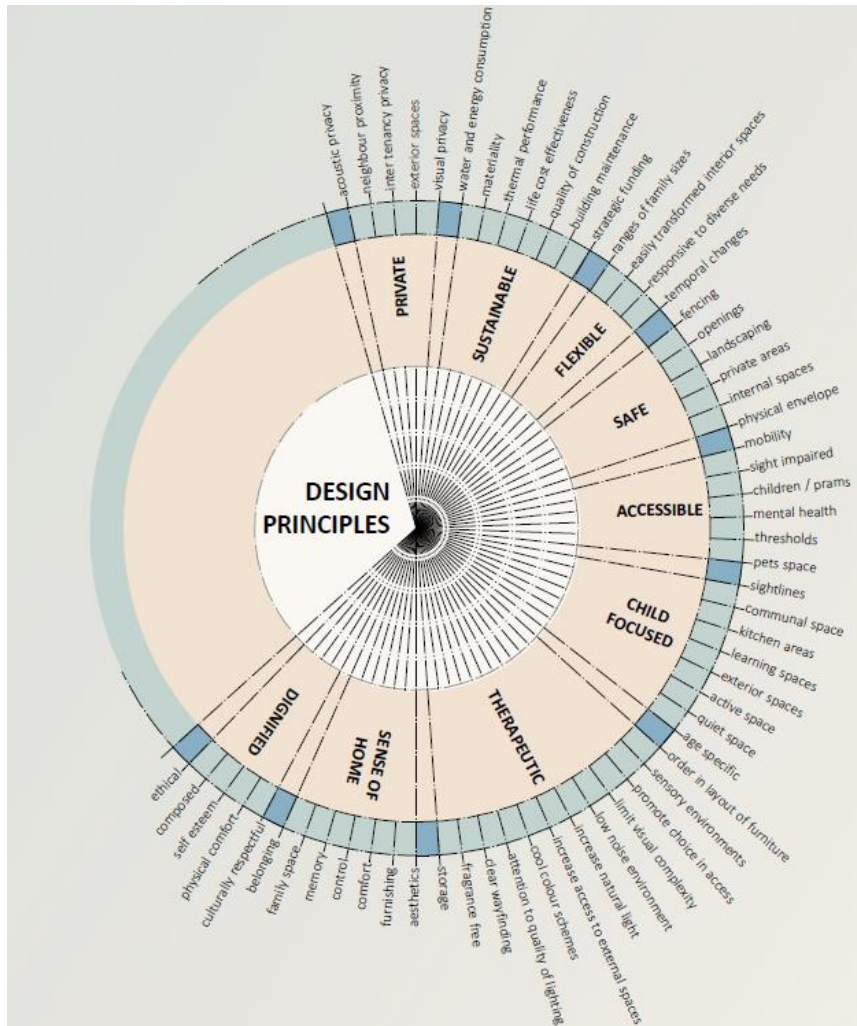 DESIGN
PRINCIPLES
PRIVATE
SUSTAINABLE
FLEXIBLE
SAFE
ACCESSIBLE
CHILD
FOCUSED
THERAPEUTIC
SENSE OF
HOME
DIGNIFIED
acoustic privacy
neighbour proximity
inter tenancy privacy
exterior spaces
visual privacy
water and energy consumption
materiality
thermal performance
life cost effectiveness
quality of construction
building maintenance
strategic funding
ranges of family sizes
easily transformed interior spaces
responsive to diverse needs
temporal changes
fencing
openings
landscaping
private areas
internal spaces
physical envelope
mobility
sight impaired
children / prams
mental health
thresholds
pets space
sightlines
communal space
kitchen areas
learning spaces
exterior spaces
active space
quiet space
age specific
order in layout of furniture
sensory environments
promote choice in access
limit visual complexity
low noise environment
increase natural light
increase access to external spaces
cool colour schemes
attention to quality of lighting
clear wayfinding
fragrance free
storage
aesthetics
furnishing
comfort
control
memory
family space
belonging
culturally respectful
physical comfort
self esteem
composed
ethical